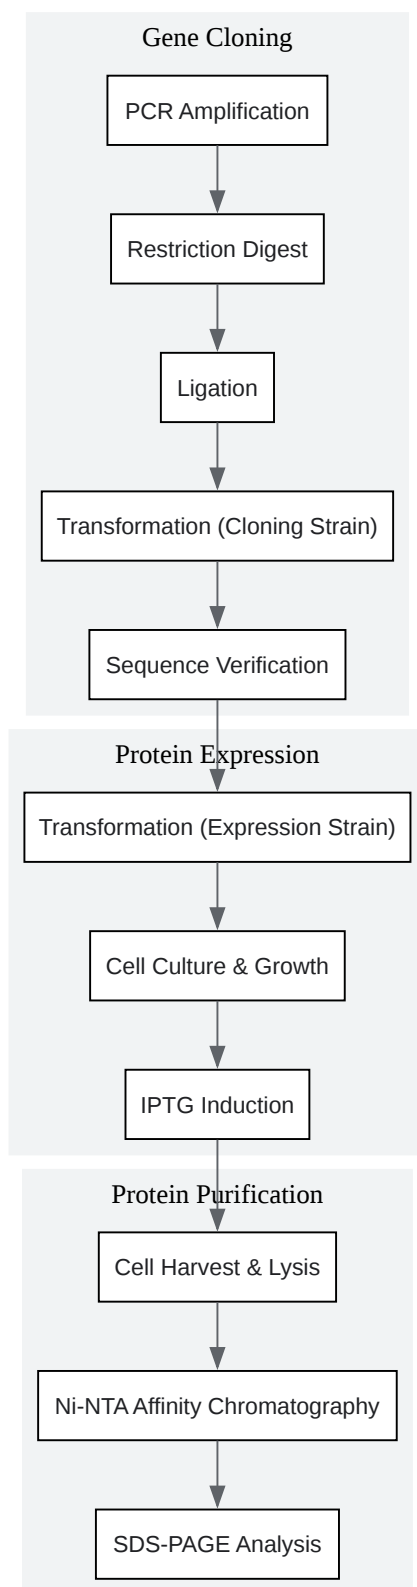 Gene Cloning
PCR Amplification
Restriction Digest
Ligation
Transformation (Cloning Strain)
Sequence Verification
Protein Expression
Transformation (Expression Strain)
Cell Culture & Growth
IPTG Induction
Protein Purification
Cell Harvest & Lysis
Ni-NTA Affinity Chromatography
SDS-PAGE Analysis